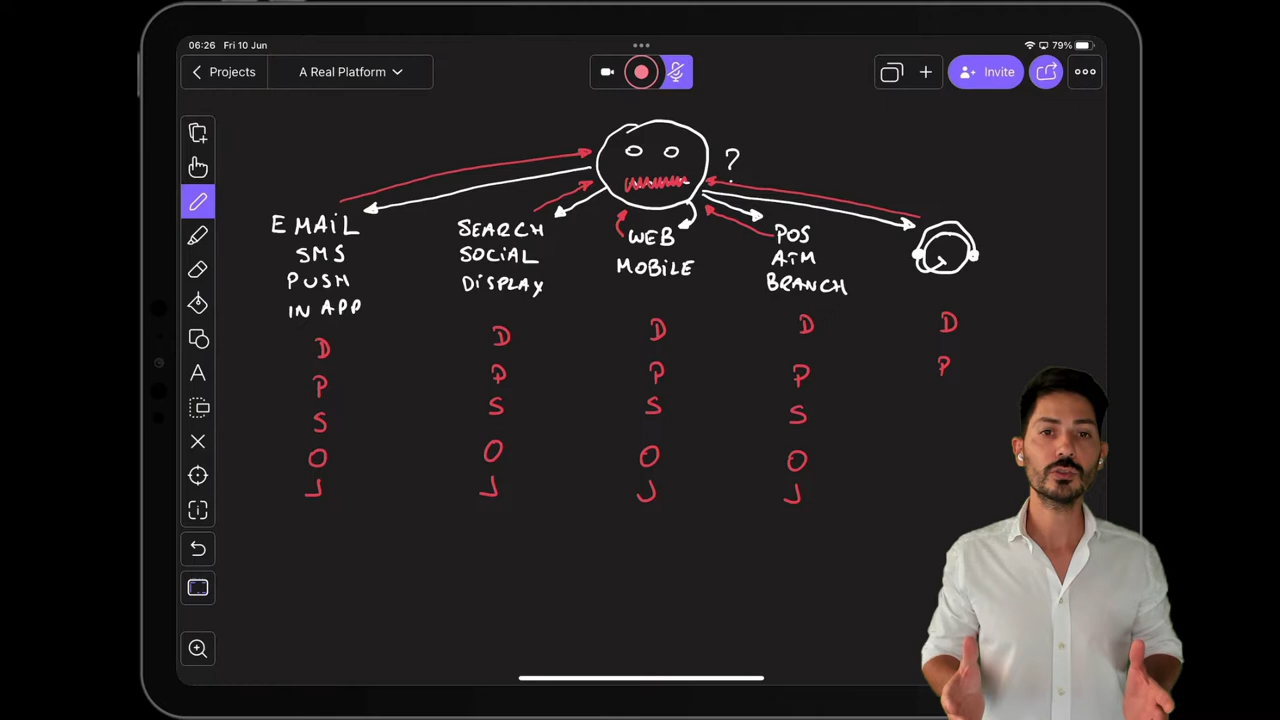 06:26 Fri 10 Jun
79%
Projects
A Real Platform
Invite
?
EMAIL
SMS
PUSH
IN APP
D
P
S
O
J
SEARCH
SOCIAL
DISPLAY
D
P
S
O
J
WEB
MOBILE
D
P
S
O
J
POS
ATM
BRANCH
D
P
S
O
J
D
P
A